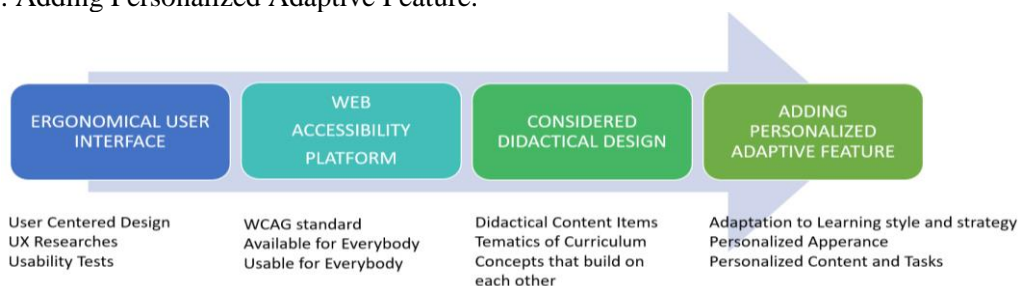 . Adding Personalized Adaptive Feature.
ERGONOMICAL USER
INTERFACE
WEB
ACCESSIBILITY
PLATFORM
CONSIDERED
DIDACTICAL DESIGN
ADDING
PERSONALIZED
ADAPTIVE FEATURE
User Centered Design
UX Researches
Usability Tests
WCAG standard
Available for Everybody
Usable for Everybody
Didactical Content Items
Tematics of Curriculum
Concepts that build on
each other
Adaptation to Learning style and strategy
Personalized Apperance
Personalized Content and Tasks